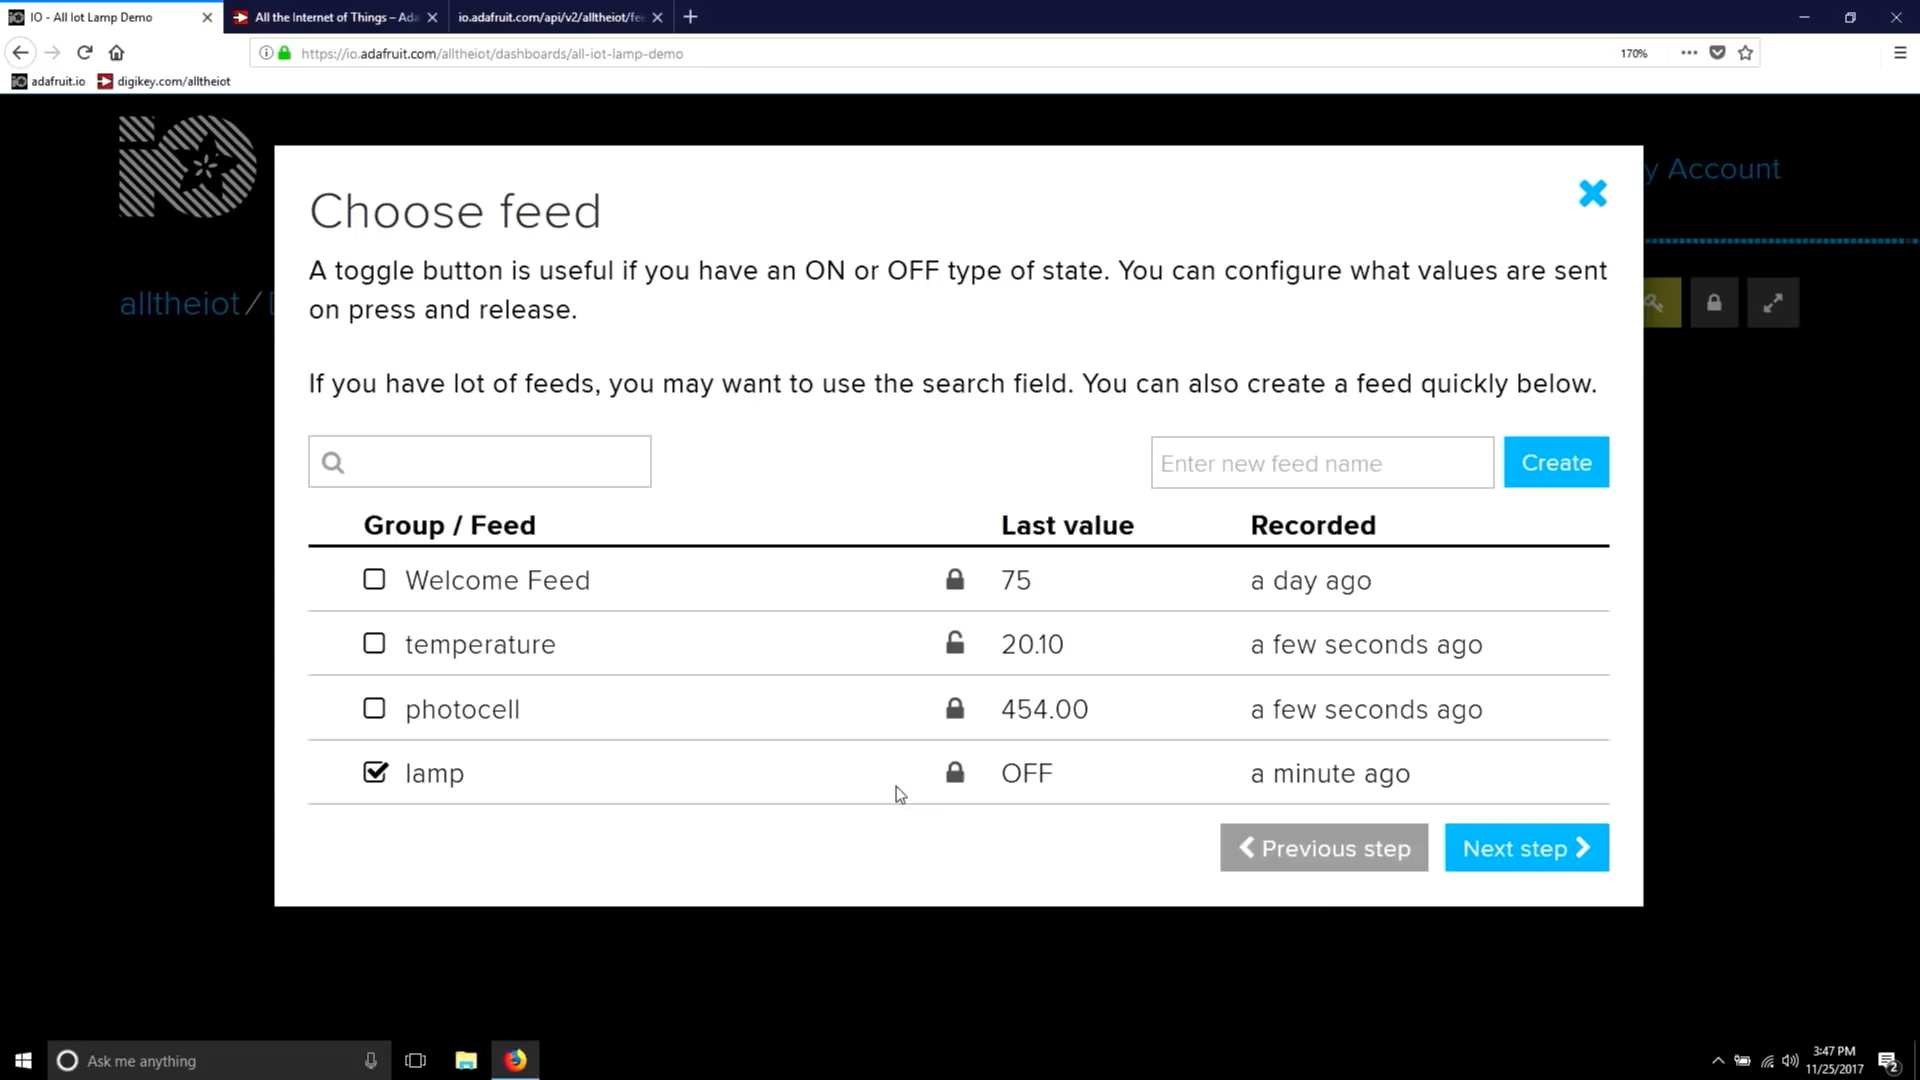 IO - All Iot Lamp Demo
All the Internet of Things – Ada
io.adafruit.com/api/v2/alltheiot/fee
https://io.adafruit.com/alltheiot/dashboards/all-iot-lamp-demo
170%
adafruit.io
digikey.com/alltheiot
io
y Account
alltheiot / D
Choose feed
A toggle button is useful if you have an ON or OFF type of state. You can configure what values are sent
on press and release.
If you have lot of feeds, you may want to use the search field. You can also create a feed quickly below.
Enter new feed name
Create
Group / Feed Last value Recorded
Welcome Feed 75 a day ago
temperature 20.10 a few seconds ago
photocell 454.00 a few seconds ago
lamp OFF a minute ago
Previous step
Next step
Ask me anything
3:47 PM
11/25/2017
2